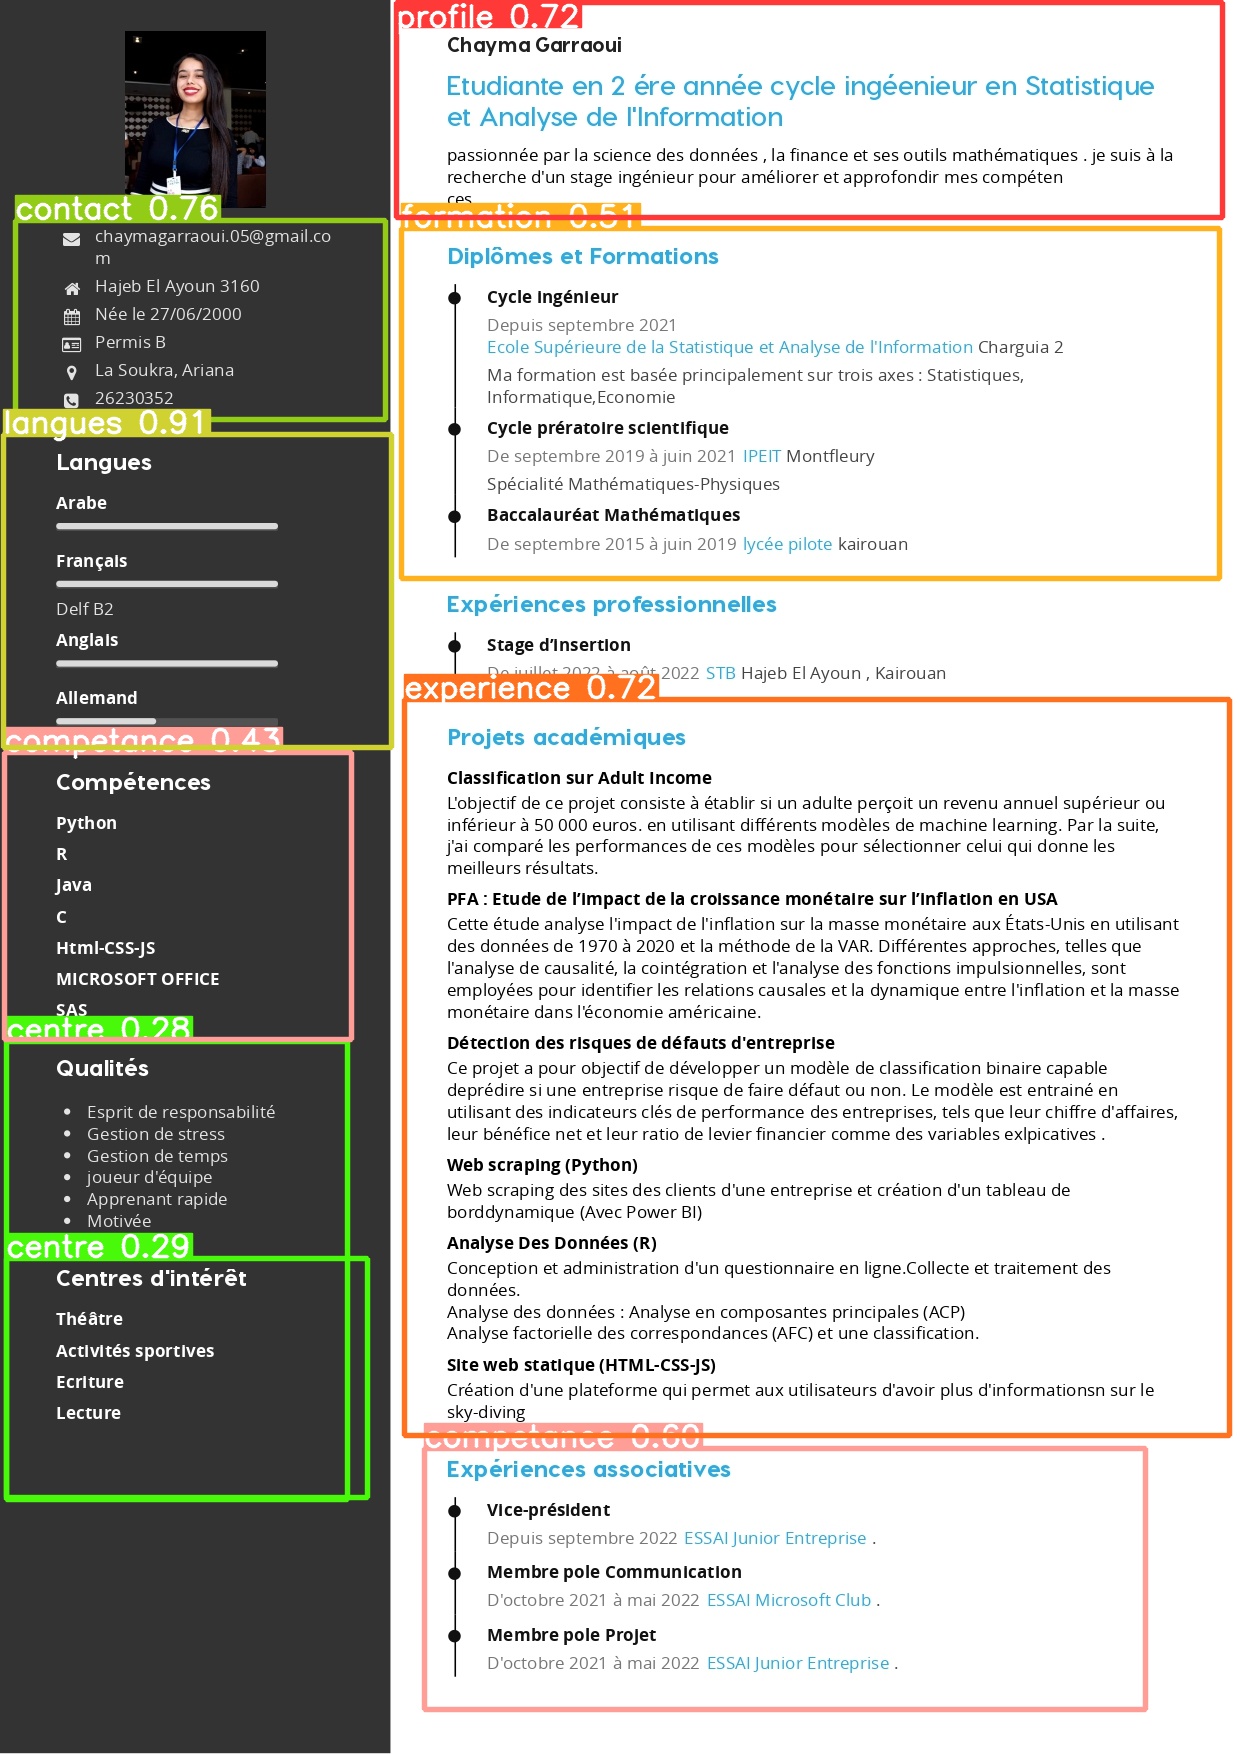 contact 0.76
chaymagarraoui.05@gmail.co
m
Hajeb El Ayoun 3160
Née le 27/06/2000
Permis B
La Soukra, Ariana
26230352
langues 0.91
Langues
Arabe
Français
Delf B2
Anglais
Allemand
competance 0.43
Compétences
Python
R
Java
C
Html-CSS-JS
MICROSOFT OFFICE
SAS
centre 0.28
Qualités
• Esprit de responsabilité
• Gestion de stress
• Gestion de temps
• joueur d'équipe
• Apprenant rapide
• Motivée
centre 0.29
Centres d'intérêt
Théâtre
Activités sportives
Ecriture
Lecture
profile 0.72
Chayma Garraoui
Etudiante en 2 ére année cycle ingéenieur en Statistique
et Analyse de l'Information
passionnée par la science des données , la finance et ses outils mathématiques . je suis à la
recherche d'un stage ingénieur pour améliorer et approfondir mes compéten
ces
formation 0.51
Diplômes et Formations
Cycle ingénieur
Depuis septembre 2021
Ecole Supérieure de la Statistique et Analyse de l'Information Charguia 2
Ma formation est basée principalement sur trois axes : Statistiques,
Informatique,Economie
Cycle prératoire scientifique
De septembre 2019 à juin 2021 IPEIT Montfleury
Spécialité Mathématiques-Physiques
Baccalauréat Mathématiques
De septembre 2015 à juin 2019 lycée pilote kairouan
Expériences professionnelles
Stage d’insertion
De juillet 2022 à août 2022 STB Hajeb El Ayoun , Kairouan
experience 0.72
Projets académiques
Classification sur Adult Income
L'objectif de ce projet consiste à établir si un adulte perçoit un revenu annuel supérieur ou
inférieur à 50 000 euros. en utilisant différents modèles de machine learning. Par la suite,
j'ai comparé les performances de ces modèles pour sélectionner celui qui donne les
meilleurs résultats.
PFA : Etude de l’impact de la croissance monétaire sur l’inflation en USA
Cette étude analyse l'impact de l'inflation sur la masse monétaire aux États-Unis en utilisant
des données de 1970 à 2020 et la méthode de la VAR. Différentes approches, telles que
l'analyse de causalité, la cointégration et l'analyse des fonctions impulsionnelles, sont
employées pour identifier les relations causales et la dynamique entre l'inflation et la masse
monétaire dans l'économie américaine.
Détection des risques de défauts d'entreprise
Ce projet a pour objectif de développer un modèle de classification binaire capable
deprédire si une entreprise risque de faire défaut ou non. Le modèle est entrainé en
utilisant des indicateurs clés de performance des entreprises, tels que leur chiffre d'affaires,
leur bénéfice net et leur ratio de levier financier comme des variables exlpicatives .
Web scraping (Python)
Web scraping des sites des clients d'une entreprise et création d'un tableau de
borddynamique (Avec Power BI)
Analyse Des Données (R)
Conception et administration d'un questionnaire en ligne.Collecte et traitement des
données.
Analyse des données : Analyse en composantes principales (ACP)
Analyse factorielle des correspondances (AFC) et une classification.
Site web statique (HTML-CSS-JS)
Création d'une plateforme qui permet aux utilisateurs d'avoir plus d'informationsn sur le
sky-diving
competance 0.60
Expériences associatives
Vice-président
Depuis septembre 2022 ESSAI Junior Entreprise .
Membre pole Communication
D'octobre 2021 à mai 2022 ESSAI Microsoft Club .
Membre pole Projet
D'octobre 2021 à mai 2022 ESSAI Junior Entreprise .